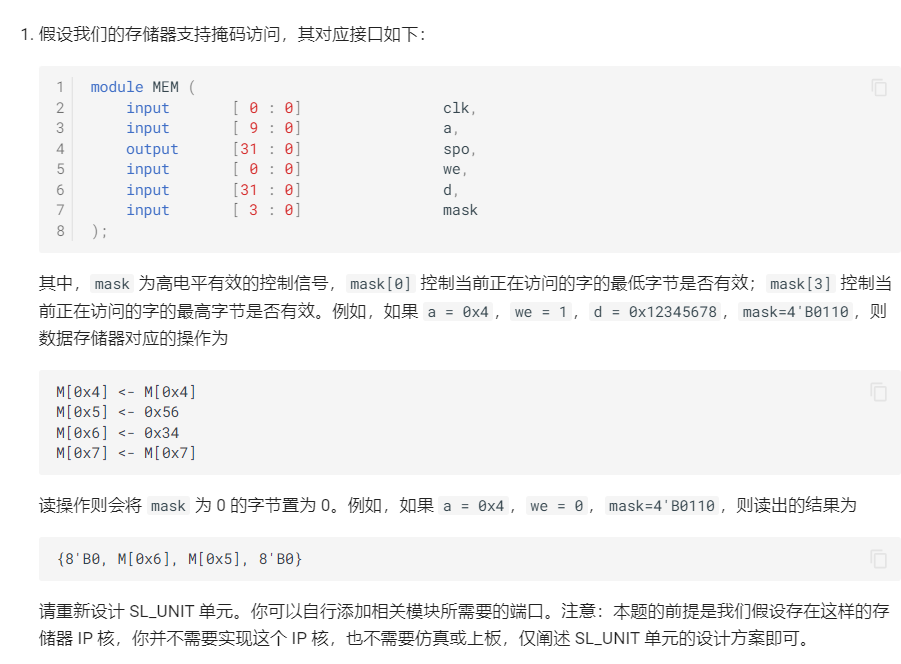 1. 假设我们的存储器支持掩码访问，其对应接口如下：
1 module MEM (
2 input [ 0 : 0] clk,
3 input [ 9 : 0] a,
4 output [31 : 0] spo,
5 input [ 0 : 0] we,
6 input [31 : 0] d,
7 input [ 3 : 0] mask
8 );
其中， mask 为高电平有效的控制信号， mask[0] 控制当前正在访问的字的最低字节是否有效； mask[3] 控制当
前正在访问的字的最高字节是否有效。例如，如果 a = 0x4 ， we = 1 ， d = 0x12345678 ， mask=4'B0110 ，则
数据存储器对应的操作为
M[0x4] <- M[0x4]
M[0x5] <- 0x56
M[0x6] <- 0x34
M[0x7] <- M[0x7]
读操作则会将 mask 为 0 的字节置为 0。例如，如果 a = 0x4 ， we = 0 ， mask=4'B0110 ，则读出的结果为
{8'B0, M[0x6], M[0x5], 8'B0}
请重新设计 SL_UNIT 单元。你可以自行添加相关模块所需要的端口。注意：本题的前提是我们假设存在这样的存
储器 IP 核，你并不需要实现这个 IP 核，也不需要仿真或上板，仅阐述 SL_UNIT 单元的设计方案即可。